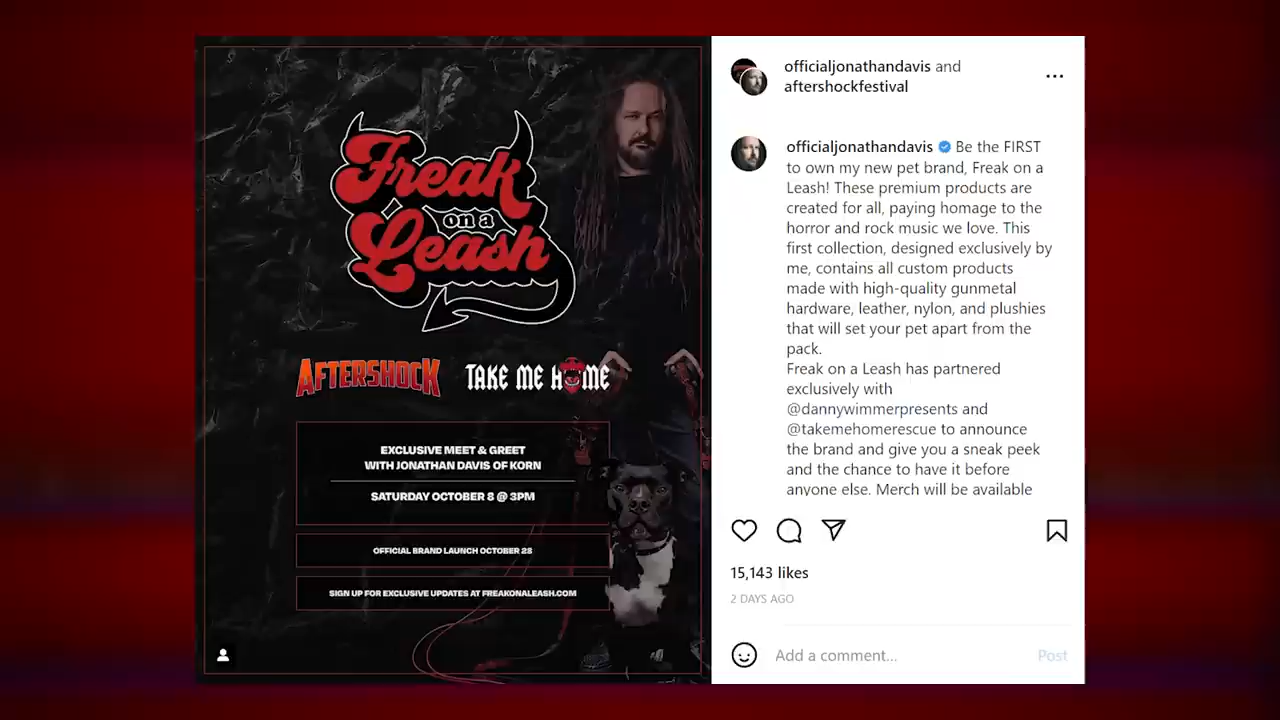 Freak
on a
Leash
AFTERSHOCK
TAKE ME HOME
EXCLUSIVE MEET & GREET
WITH JONATHAN DAVIS OF KORN
SATURDAY OCTOBER 8 @ 3PM
OFFICIAL BRAND LAUNCH OCTOBER 28
SIGN UP FOR EXCLUSIVE UPDATES AT FREAKONALEASH.COM
officialjonathandavis and
aftershockfestival
officialjonathandavis Be the FIRST
to own my new pet brand, Freak on a
Leash! These premium products are
created for all, paying homage to the
horror and rock music we love. This
first collection, designed exclusively by
me, contains all custom products
made with high-quality gunmetal
hardware, leather, nylon, and plushies
that will set your pet apart from the
pack.
Freak on a Leash has partnered
exclusively with
@dannywimmerpresents and
@takemehomerescue to announce
the brand and give you a sneak peek
and the chance to have it before
anyone else. Merch will be available
15,143 likes
2 DAYS AGO
Add a comment...
Post